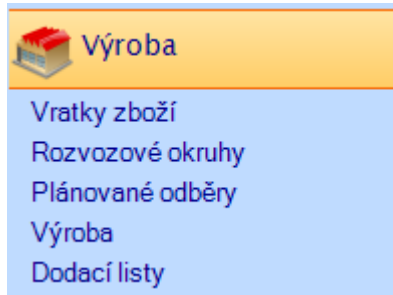 Výroba
Vratky zboží
Rozvozové okruhy
Plánované odběry
Výroba
Dodací listy